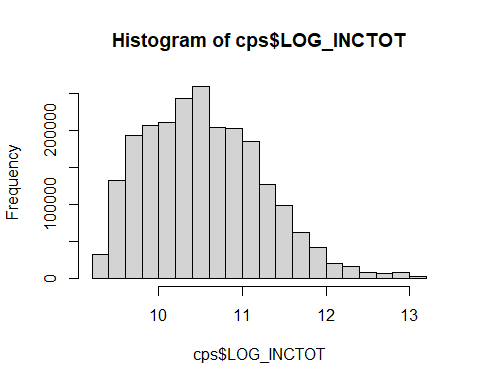 Histogram of cps$LOG_INCTOT
Frequency
200000
100000
0
10 11 12 13
cps$LOG_INCTOT